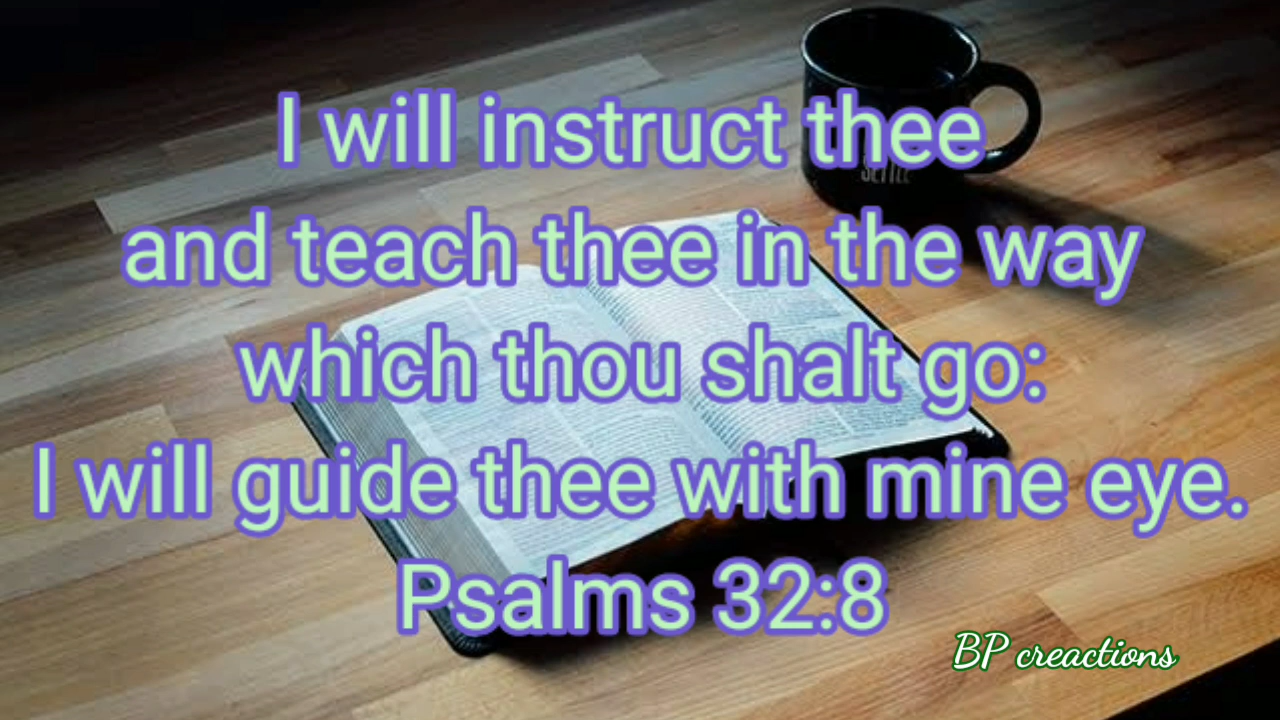 I will instruct thee
and teach thee in the way
which thou shalt go:
I will guide thee with mine eye.
Psalms 32:8
BP creactions